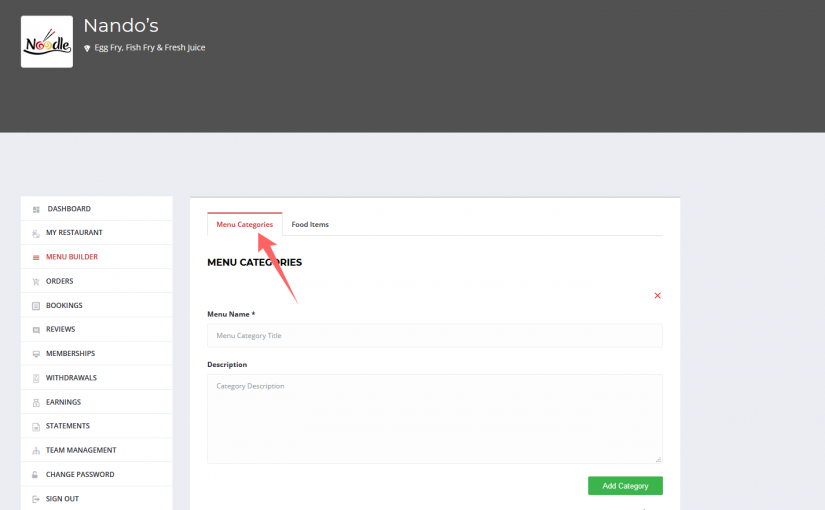 Nando's
Noodle
Egg Fry, Fish Fry & Fresh Juice
DASHBOARD
MY RESTAURANT
MENU BUILDER
ORDERS
BOOKINGS
REVIEWS
MEMBERSHIPS
WITHDRAWALS
EARNINGS
STATEMENTS
TEAM MANAGEMENT
CHANGE PASSWORD
SIGN OUT
Menu Categories
Food Items
MENU CATEGORIES
Menu Name *
Menu Category Title
Description
Category Description
Add Category